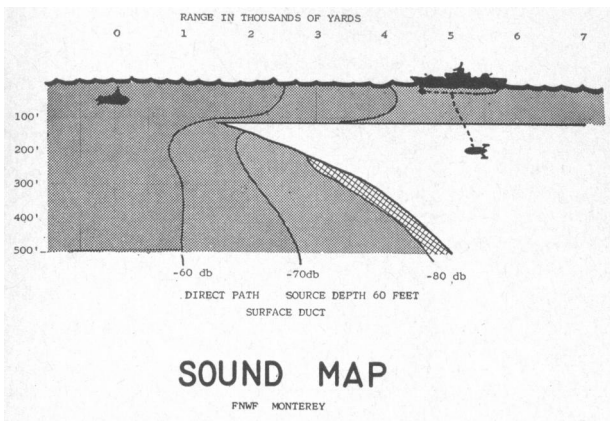 RANGE IN THOUSANDS OF YARDS
0 1 2 3 4 5 6 7
100'
200'
300'
400'
500'
-60 db -70db -80 db
DIRECT PATH SOURCE DEPTH 60 FEET
SURFACE DUCT
SOUND MAP
FNWF MONTEREY